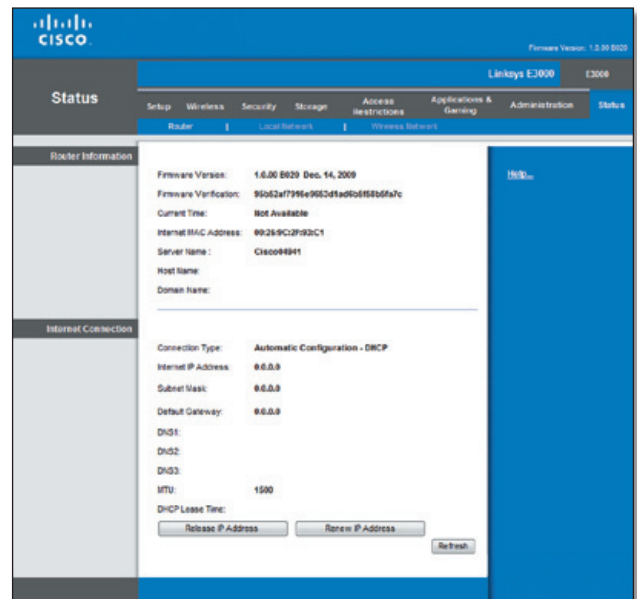 CISCO
Firmware Version: 1.0.00 B020
Linksys E3000 E3000
Status
Setup Wireless Security Storage Access Restrictions Applications & Gaming Administration Status
Router | Local Network | Wireless Network
Router Information
Firmware Version: 1.0.00 B020 Dec. 14, 2009
Firmware Verification:
Current Time: Not Available
Internet MAC Address:
Server Name :
Host Name:
Domain Name:
Help...
Internet Connection
Connection Type: Automatic Configuration - DHCP
Internet IP Address: 0.0.0.0
Subnet Mask: 0.0.0.0
Default Gateway: 0.0.0.0
DNS1:
DNS2:
DNS3:
MTU: 1500
DHCP Lease Time:
Release IP Address Renew IP Address
Refresh